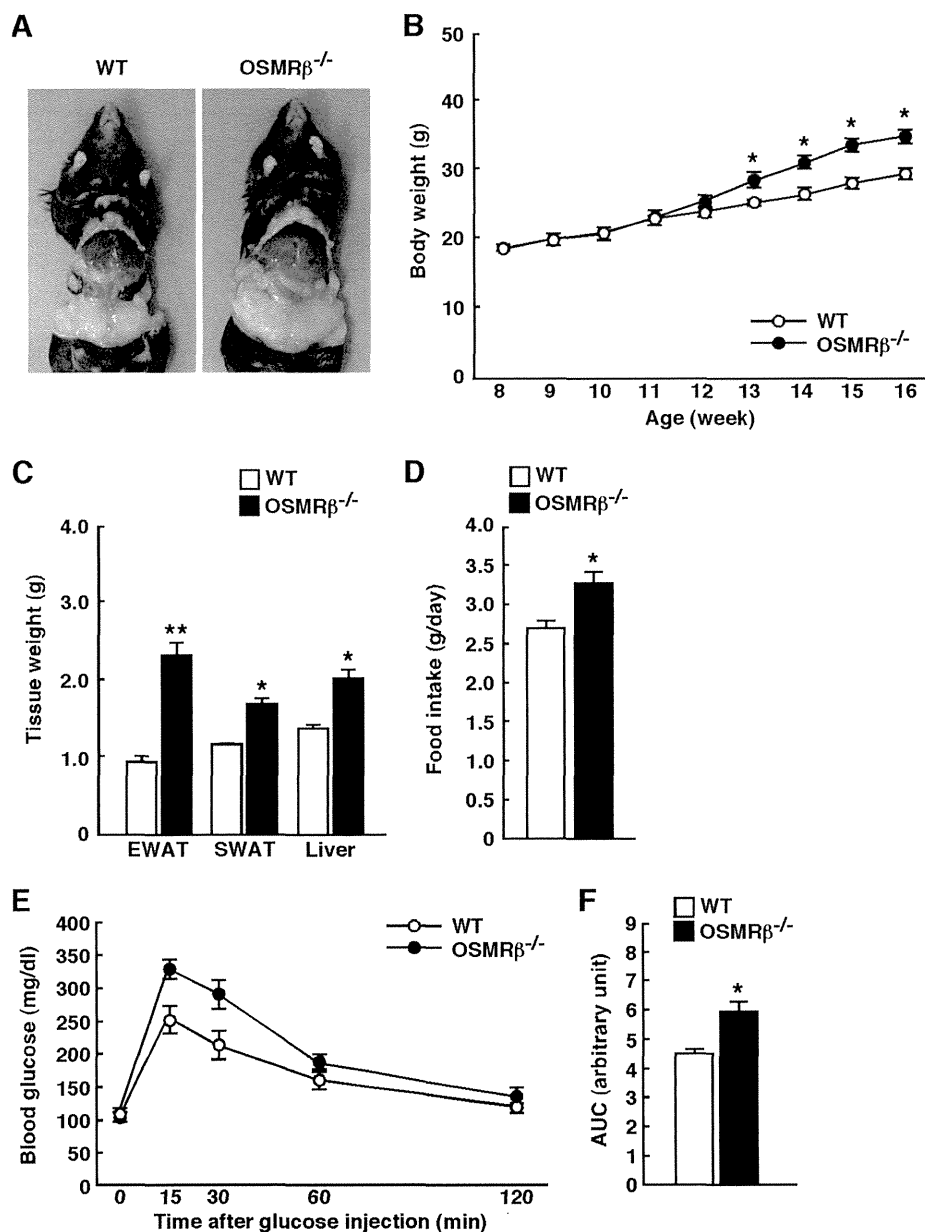 A
WT
OSMRβ-/-
B
Body weight (g)
50
40
30
20
10
0
* * * *
WT
OSMRβ-/-
8 9 10 11 12 13 14 15 16
Age (week)
C
WT
OSMRβ-/-
Tissue weight (g)
4.0
3.0
2.0
1.0
0
** * *
EWAT SWAT Liver
D
WT
OSMRβ-/-
Food intake (g/day)
4.0
3.5
3.0
2.5
2.0
1.5
1.0
0.5
0
*
E
Blood glucose (mg/dl)
400
350
300
250
200
150
100
50
0
WT
OSMRβ-/-
0 15 30 60 120
Time after glucose injection (min)
F
WT
OSMRβ-/-
AUC (arbitrary unit)
9
8
7
6
5
4
3
2
1
0
*